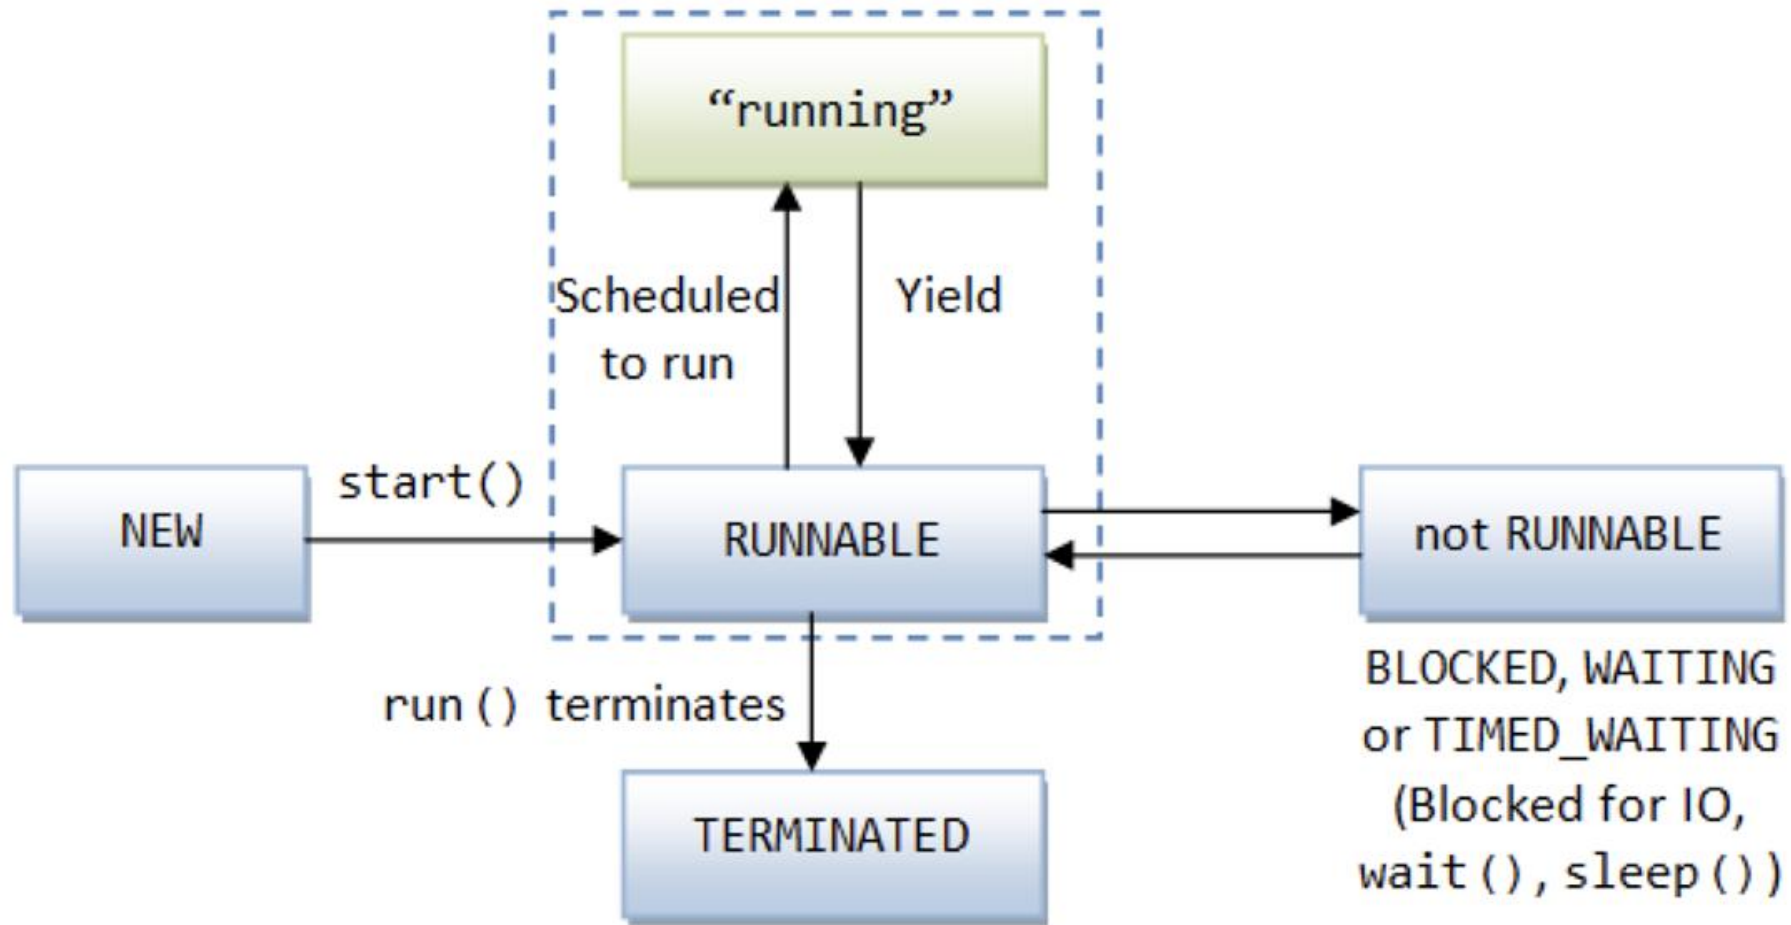 “running”
Scheduled
to run
Yield
start()
NEW
RUNNABLE
not RUNNABLE
run() terminates
TERMINATED
BLOCKED, WAITING
or TIMED_WAITING
(Blocked for IO,
wait(), sleep())